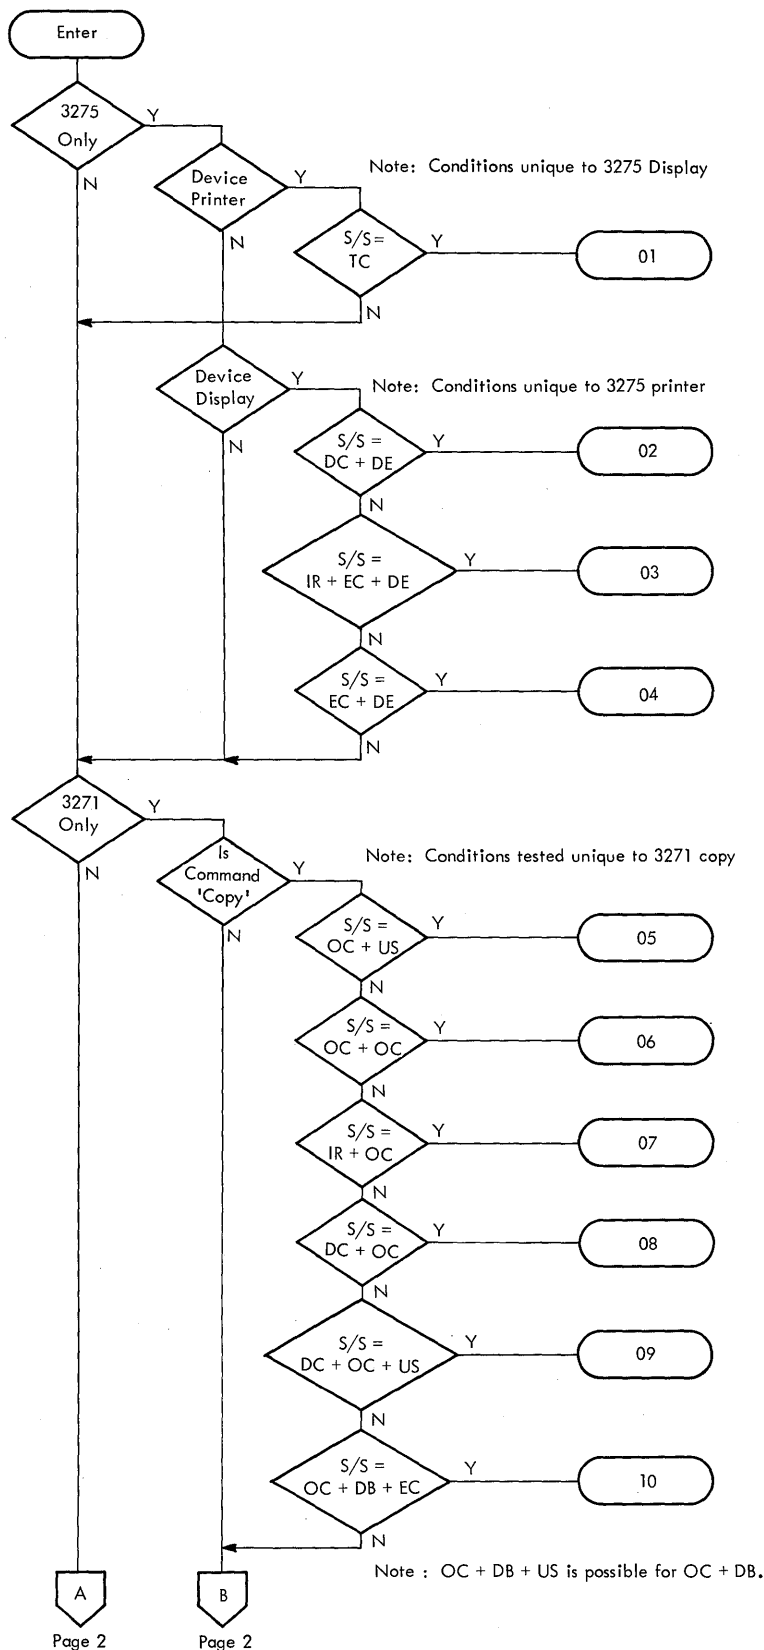 Enter
3275
Only
Y
N
Device
Printer
Y
N
Note: Conditions unique to 3275 Display
S/S=
TC
Y
01
N
Device
Display
Y
N
Note: Conditions unique to 3275 printer
S/S=
DC + DE
Y
02
N
S/S=
IR + EC + DE
Y
03
N
S/S=
EC + DE
Y
04
N
3271
Only
Y
N
Is
Command
'Copy'
Y
N
Note: Conditions tested unique to 3271 copy
S/S=
OC + US
Y
05
N
S/S=
OC + OC
Y
06
N
S/S=
IR + OC
Y
07
N
S/S=
DC + OC
Y
08
N
S/S=
DC + OC + US
Y
09
N
S/S=
OC + DB + EC
Y
10
N
Note : OC + DB + US is possible for OC + DB.
A
Page 2
B
Page 2